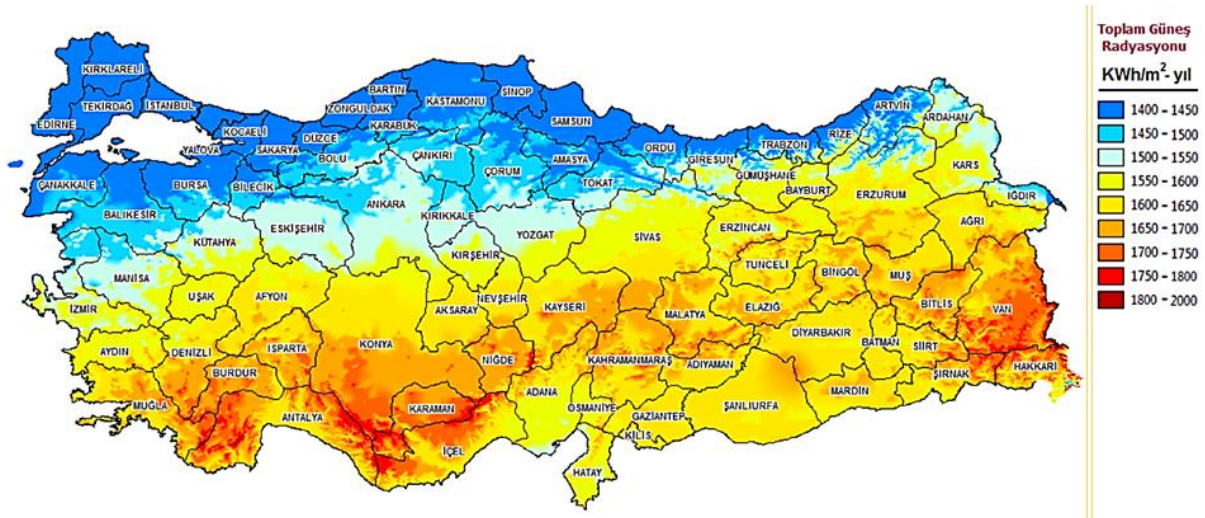 Toplam Güneş
Radyasyonu
KWh/m²- yıl
1400 - 1450
1450 - 1500
1500 - 1550
1550 - 1600
1600 - 1650
1650 - 1700
1700 - 1750
1750 - 1800
1800 - 2000
KIRKLARELİ
TEKİRDAĞ
İSTANBUL
EDİRNE
KOCAELİ
YALOVA
SAKARYA
DÜZCE
ZONGULDAK
BARTIN
KARABÜK
KASTAMONU
SİNOP
SAMSUN
BOLU
ÇANKIRI
ÇORUM
AMASYA
TOKAT
ORDU
GİRESUN
TRABZON
RİZE
ARTVİN
ARDAHAN
GÜMÜŞHANE
BAYBURT
ERZURUM
KARS
IĞDIR
AĞRI
ÇANAKKALE
BURSA
BİLECİK
BALIKESİR
KÜTAHYA
ESKİŞEHİR
ANKARA
KIRIKKALE
YOZGAT
SİVAS
ERZİNCAN
TUNCELİ
BİNGÖL
MUŞ
BİTLİS
VAN
MANİSA
UŞAK
AFYON
KIRŞEHİR
NEVŞEHİR
AKSARAY
KAYSERİ
MALATYA
ELAZIĞ
DİYARBAKIR
BATMAN
SİİRT
İZMİR
AYDIN
DENİZLİ
ISPARTA
BURDUR
KONYA
NİĞDE
KAHRAMANMARAŞ
ADIYAMAN
ŞIRNAK
HAKKARİ
MUĞLA
ANTALYA
KARAMAN
İÇEL
ADANA
OSMANİYE
GAZİANTEP
KİLİS
ŞANLIURFA
MARDİN
HATAY